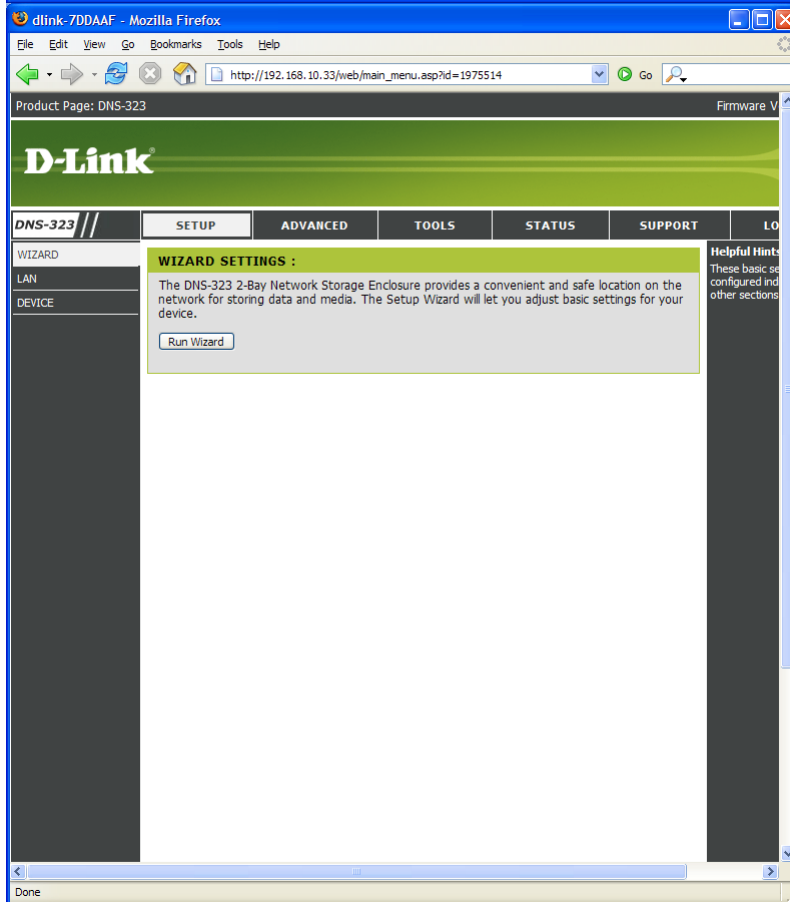 dlink-7DDAAF - Mozilla Firefox
File Edit View Go Bookmarks Tools Help
http://192.168.10.33/web/main_menu.asp?id=1975514 Go
Product Page: DNS-323 Firmware V
D-Link
DNS-323 // SETUP ADVANCED TOOLS STATUS SUPPORT LO
WIZARD
LAN
DEVICE
WIZARD SETTINGS :
The DNS-323 2-Bay Network Storage Enclosure provides a convenient and safe location on the
network for storing data and media. The Setup Wizard will let you adjust basic settings for your
device.
Run Wizard
Helpful Hints
These basic se
configured ind
other sections
Done